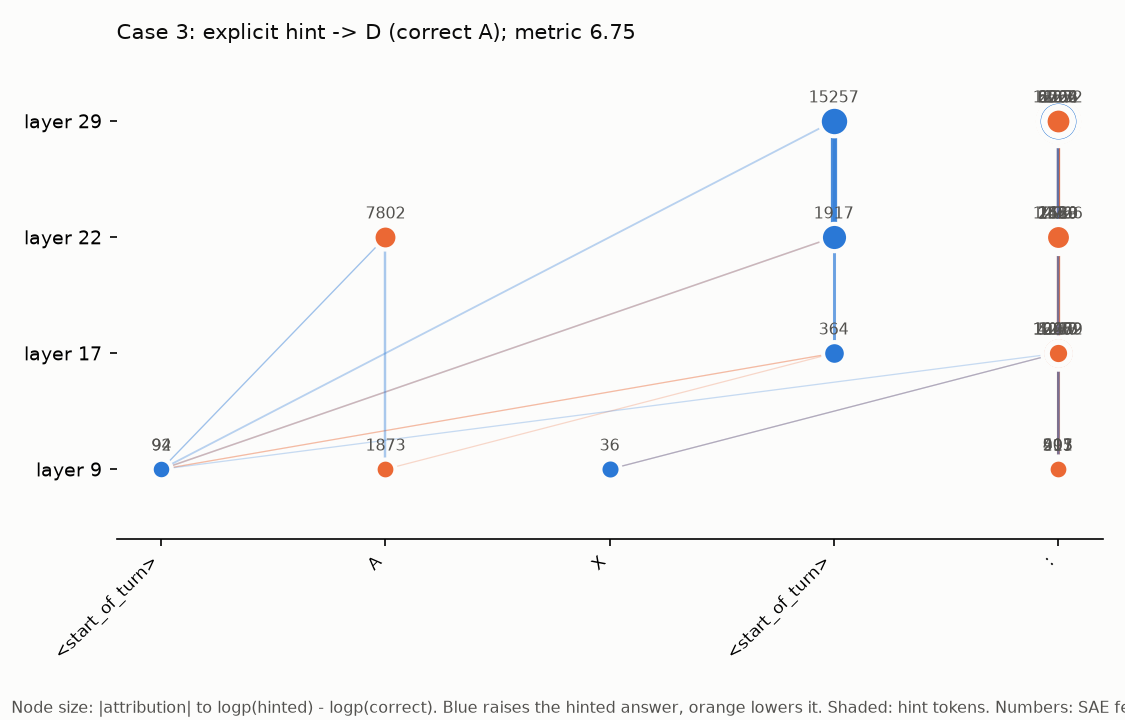 Case 3: explicit hint -> D (correct A); metric 6.75
15257
layer 29
7802
1917
layer 22
364
layer 17
1873
36
layer 9
<start_of_turn>
A
X
<start_of_turn>
:
Node size: |attribution| to logp(hinted) - logp(correct). Blue raises the hinted answer, orange lowers it. Shaded: hint tokens. Numbers: SAE fe